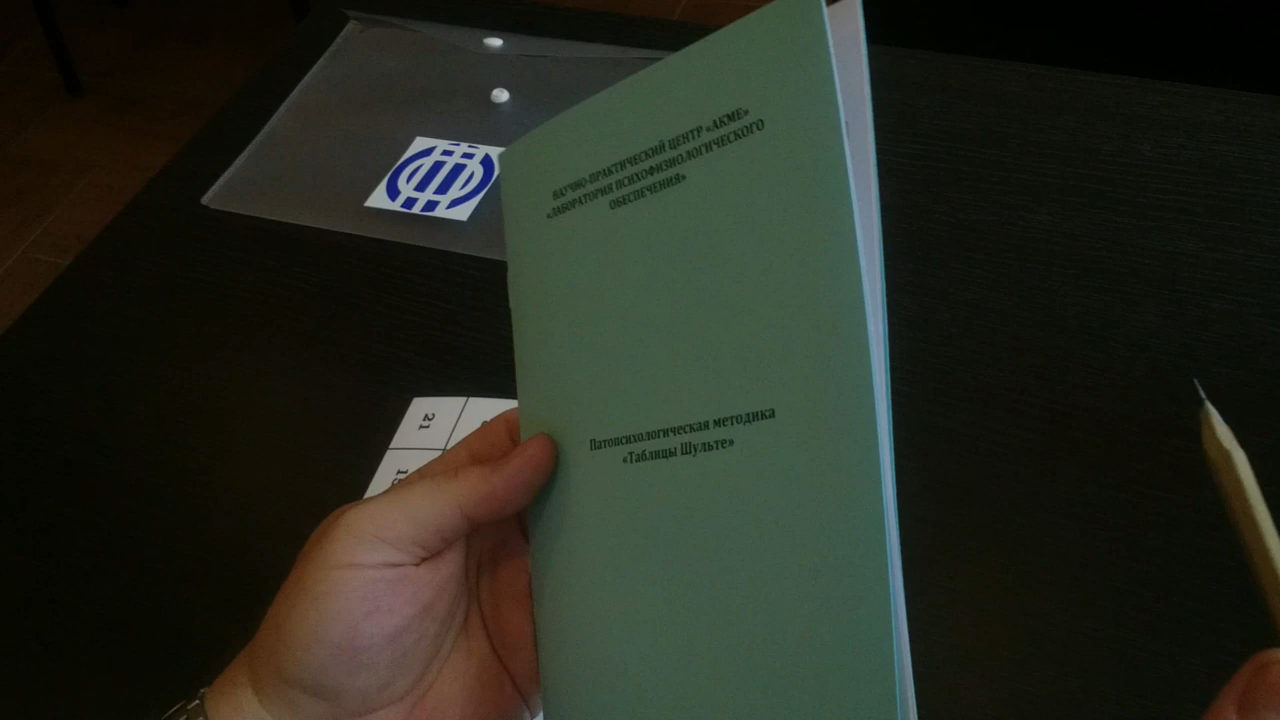 НАУЧНО-ПРАКТИЧЕСКИЙ ЦЕНТР «АКМЕ»
«ЛАБОРАТОРИЯ ПСИХОФИЗИОЛОГИЧЕСКОГО
ОБЕСПЕЧЕНИЯ»
Патопсихологическая методика
«Таблицы Шульте»
21